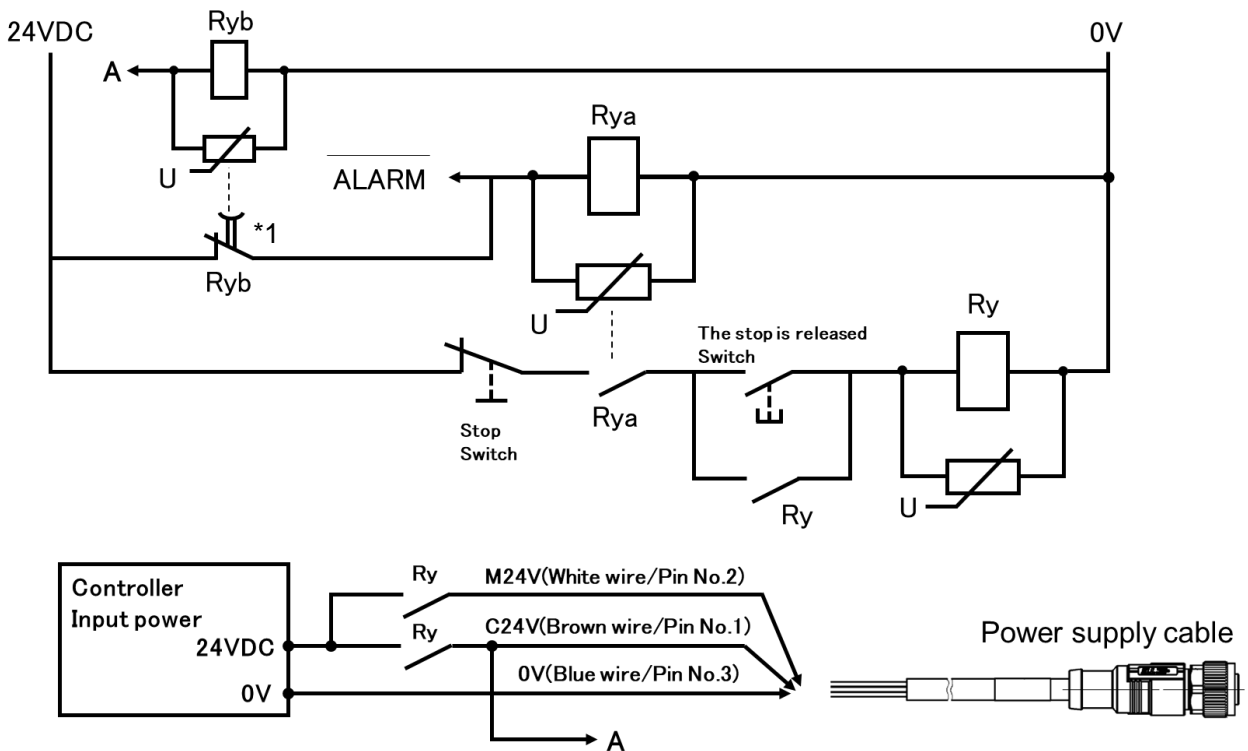 24VDC
Ryb
0V
A
Rya
U
ALARM
*1
Ryb
U
The stop is released
Switch
Ry
Rya
Stop
Switch
Ry
U
Controller
Input power
24VDC
0V
Ry
M24V(White wire/Pin No.2)
Ry
C24V(Brown wire/Pin No.1)
0V(Blue wire/Pin No.3)
A
Power supply cable